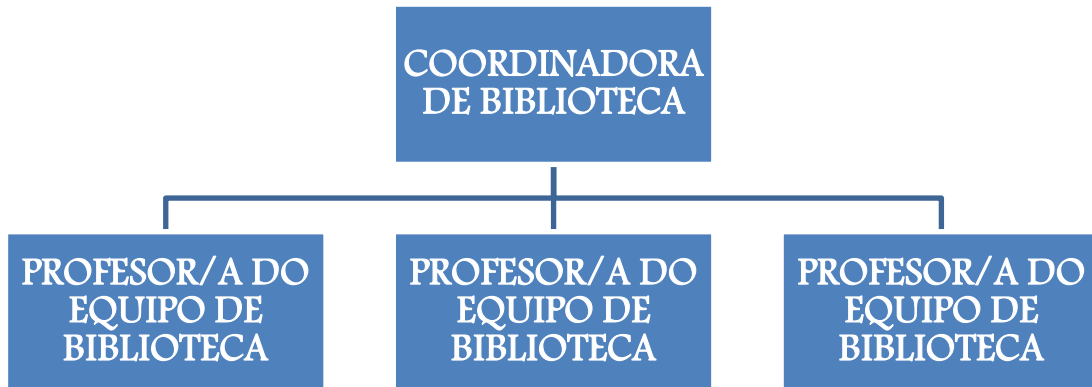 COORDINADORA
DE BIBLIOTECA
PROFESOR/A DO
EQUIPO DE
BIBLIOTECA
PROFESOR/A DO
EQUIPO DE
BIBLIOTECA
PROFESOR/A DO
EQUIPO DE
BIBLIOTECA